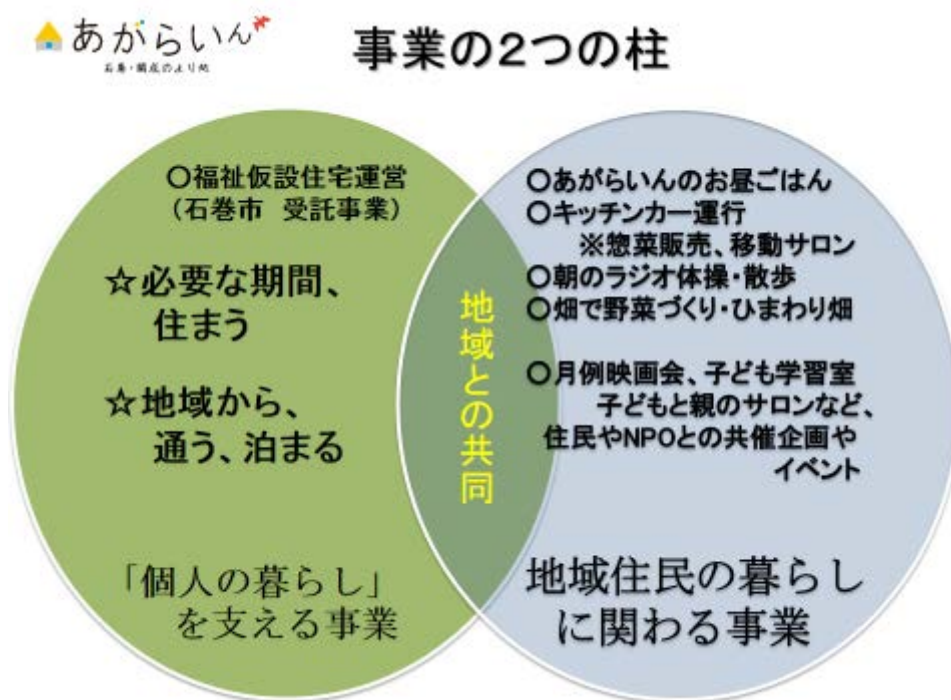 あがらいん
石巻・開成のより処
事業の2つの柱
○福祉仮設住宅運営
（石巻市　受託事業）
☆必要な期間、
住まう
☆地域から、
通う、泊まる
「個人の暮らし」
を支える事業
地域との共同
○あがらいんのお昼ごはん
○キッチンカー運行
※惣菜販売、移動サロン
○朝のラジオ体操・散歩
○畑で野菜づくり・ひまわり畑
○月例映画会、子ども学習室
子どもと親のサロンなど、
住民やNPOとの共催企画や
イベント
地域住民の暮らし
に関わる事業